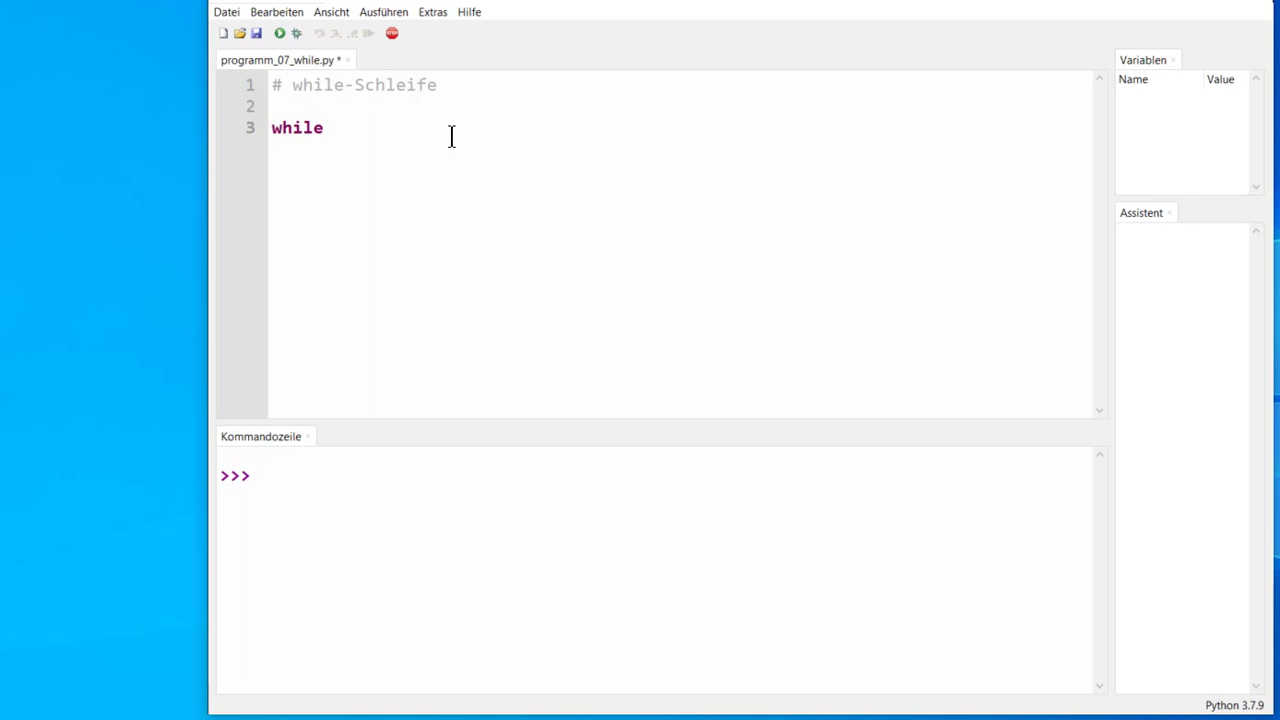 Datei Bearbeiten Ansicht Ausführen Extras Hilfe
programm_07_while.py *
1 # while-Schleife
2
3 while
Kommandozeile
>>>
Variablen
Name Value
Assistent
Python 3.7.9